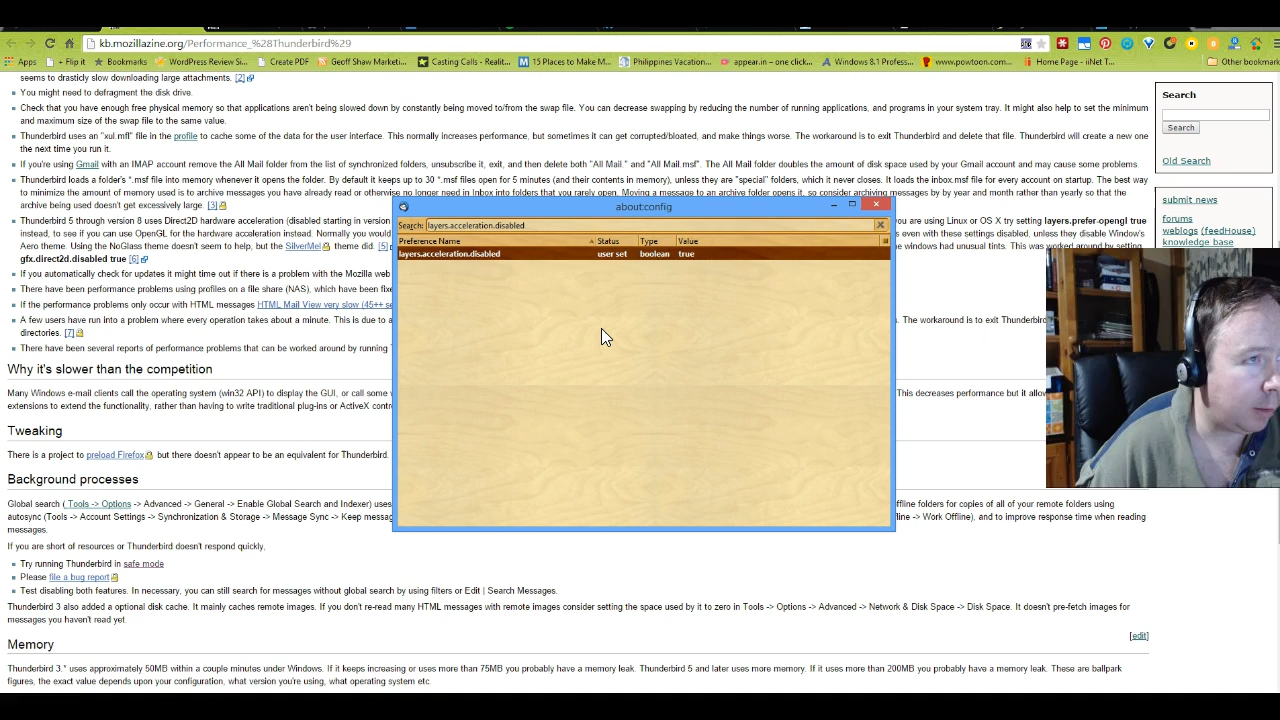 kb.mozillazine.org/Performance_%28Thunderbird%29
Apps + Flip it Bookmarks WordPress Review Si... Create PDF Geoff Shaw Marketi... Casting Calls - Realit... 15 Places to Make M... Philippines Vacation... appear.in – one click... Windows 8.1 Profess... www.powtoon.com... Home Page – iiNet T... Other bookmark
seems to drastically slow downloading large attachments. [2]
You might need to defragment the disk drive.
Check that you have enough free physical memory so that applications aren't being slowed down by constantly being moved to/from the swap file. You can decrease swapping by reducing the number of running applications, and programs in your system tray. It might also help to set the minimum
and maximum size of the swap file to the same value.
Thunderbird uses an "xul.mfl" file in the profile to cache some of the data for the user interface. This normally increases performance, but sometimes it can get corrupted/bloated, and make things worse. The workaround is to exit Thunderbird and delete that file. Thunderbird will create a new one
the next time you run it.
If you're using Gmail with an IMAP account remove the All Mail folder from the list of synchronized folders, unsubscribe it, exit, and then delete both "All Mail." and "All Mail.msf". The All Mail folder doubles the amount of disk space used by your Gmail account and may cause some problems.
Thunderbird loads a folder's *.msf file into memory whenever it opens the folder. By default it keeps up to 30 *.msf files open for 5 minutes (and their contents in memory), unless they are "special" folders, which it never closes. It loads the inbox.msf file for every account on startup. The best way
to minimize the amount of memory used is to archive messages you have already read or otherwise no longer need in Inbox into folders that you rarely open. Moving a message to an archive folder opens it, so consider archiving messages by by year and month rather than yearly so that the
archive being used doesn't get excessively large. [3]
Thunderbird 5 through version 8 uses Direct2D hardware acceleration (disabled starting in version
you are using Linux or OS X try setting layers.prefer-opengl true
instead, to see if you can use OpenGL for the hardware acceleration instead. Normally you would
even with these settings disabled, unless they disable Window's
Aero theme. Using the NoGlass theme doesn't seem to help, but the SilverMel theme did. [5]
windows had unusual tints. This was worked around by setting
gfx.direct2d.disabled true [6]
If you automatically check for updates it might time out if there is a problem with the Mozilla web
There have been performance problems using profiles on a file share (NAS), which have been fixe
If the performance problems only occur with HTML messages HTML Mail View very slow (45++ se
A few users have run into a problem where every operation takes about a minute. This is due to a
The workaround is to exit Thunderbird
directories. [7]
There have been several reports of performance problems that can be worked around by running T
Why it's slower than the competition
Many Windows e-mail clients call the operating system (win32 API) to display the GUI, or call some
This decreases performance but it allow
extensions to extend the functionality, rather than having to write traditional plug-ins or ActiveX contr
Tweaking
There is a project to preload Firefox but there doesn't appear to be an equivalent for Thunderbird.
Background processes
Global search ( Tools -> Options -> Advanced -> General -> Enable Global Search and Indexer) uses
offline folders for copies of all of your remote folders using
autosync (Tools -> Account Settings -> Synchronization & Storage -> Message Sync -> Keep messag
fline -> Work Offline), and to improve response time when reading
messages.
If you are short of resources or Thunderbird doesn't respond quickly,
Try running Thunderbird in safe mode
Please file a bug report
Test disabling both features. In necessary, you can still search for messages without global search by using filters or Edit | Search Messages.
Thunderbird 3 also added a optional disk cache. It mainly caches remote images. If you don't re-read many HTML messages with remote images consider setting the space used by it to zero in Tools -> Options -> Advanced -> Network & Disk Space -> Disk Space. It doesn't pre-fetch images for
messages you haven't read yet.
Memory
[edit]
Thunderbird 3.* uses approximately 50MB within a couple minutes under Windows. If it keeps increasing or uses more than 75MB you probably have a memory leak. Thunderbird 5 and later uses more memory. If it uses more than 200MB you probably have a memory leak. These are ballpark
figures, the exact value depends upon your configuration, what version you're using, what operating system etc.
Search
Search
Old Search
submit news
forums
weblogs (feedHouse)
knowledge base
about:config
Search: layers.acceleration.disabled
Preference Name Status Type Value
layers.acceleration.disabled user set boolean true